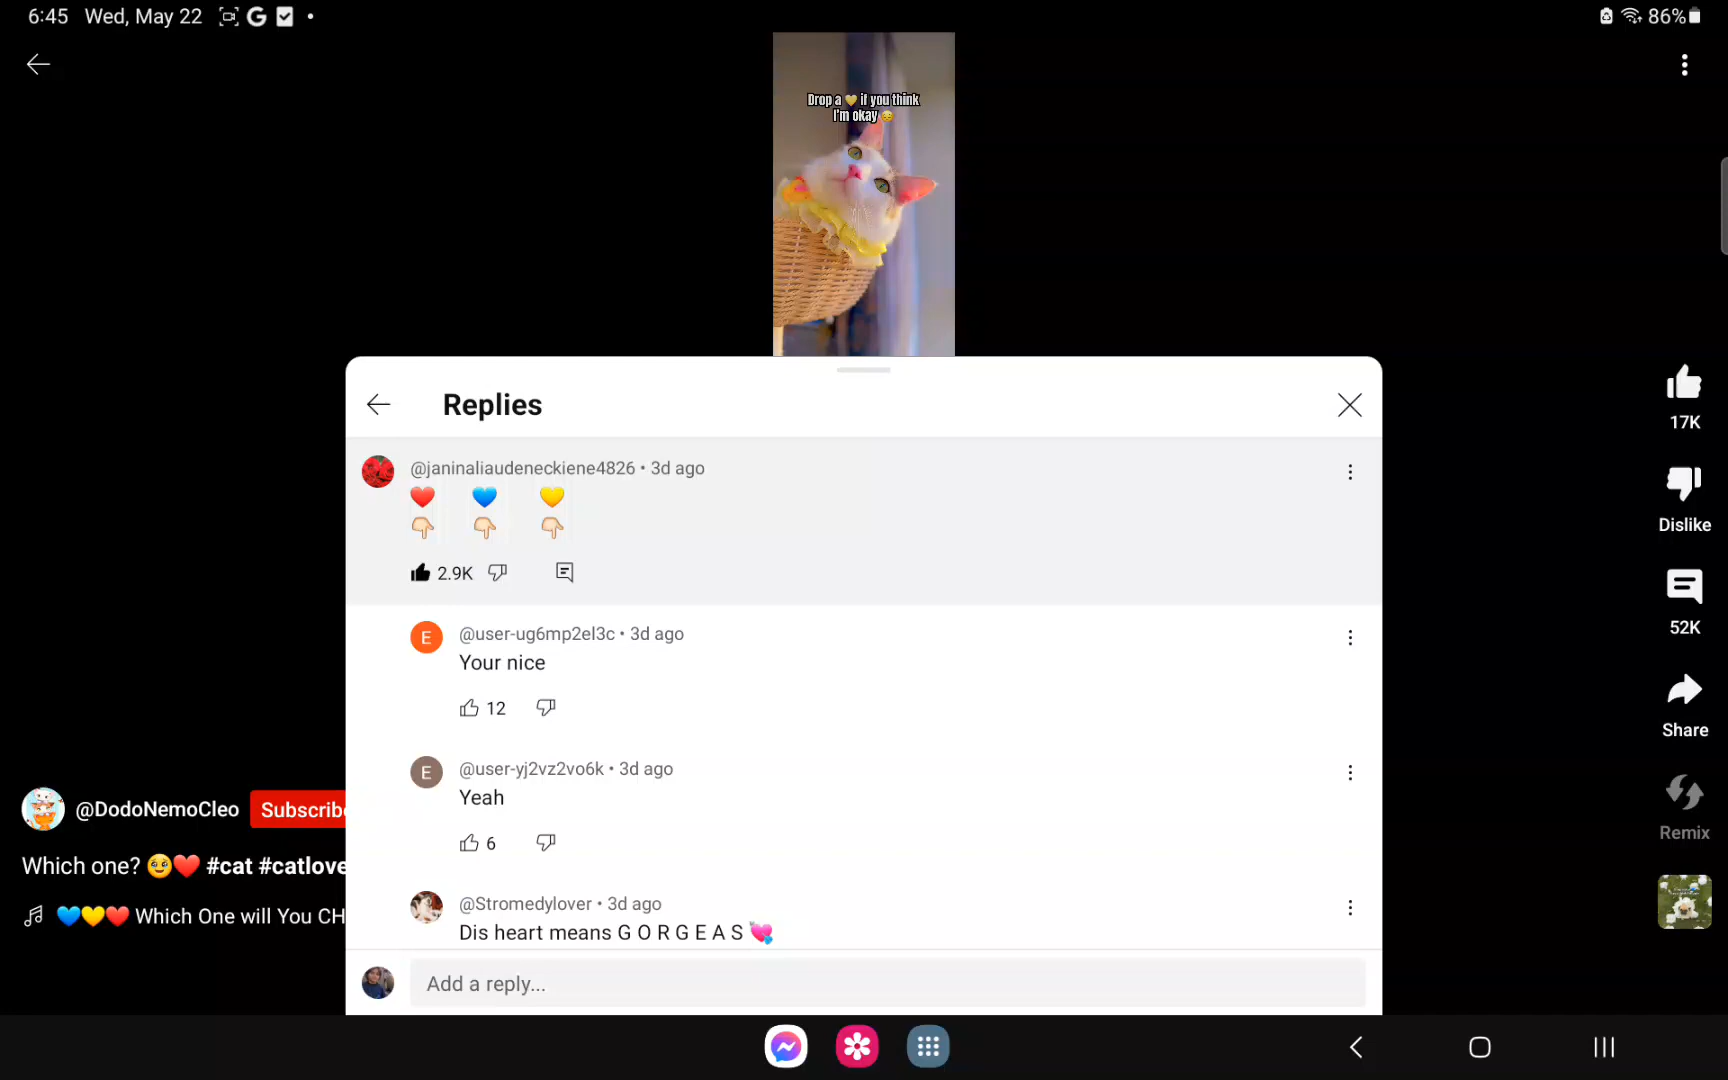 6:45 Wed, May 22 G 86%
Drop a 💛 if you think
I'm okay 😔
Replies
@janinaliaudeneckiene4826 • 3d ago
❤️ 💙 💛
👇🏻 👇🏻 👇🏻
2.9K
E @user-ug6mp2el3c • 3d ago
Your nice
12
E @user-yj2vz2vo6k • 3d ago
Yeah
6
@Stromedylover • 3d ago
Dis heart means G O R G E A S 💘
Add a reply...
17K
Dislike
52K
Share
Remix
@DodoNemoCleo Subscribe
Which one? 🥹❤️ #cat #catlove
💙💛❤️ Which One will You CH